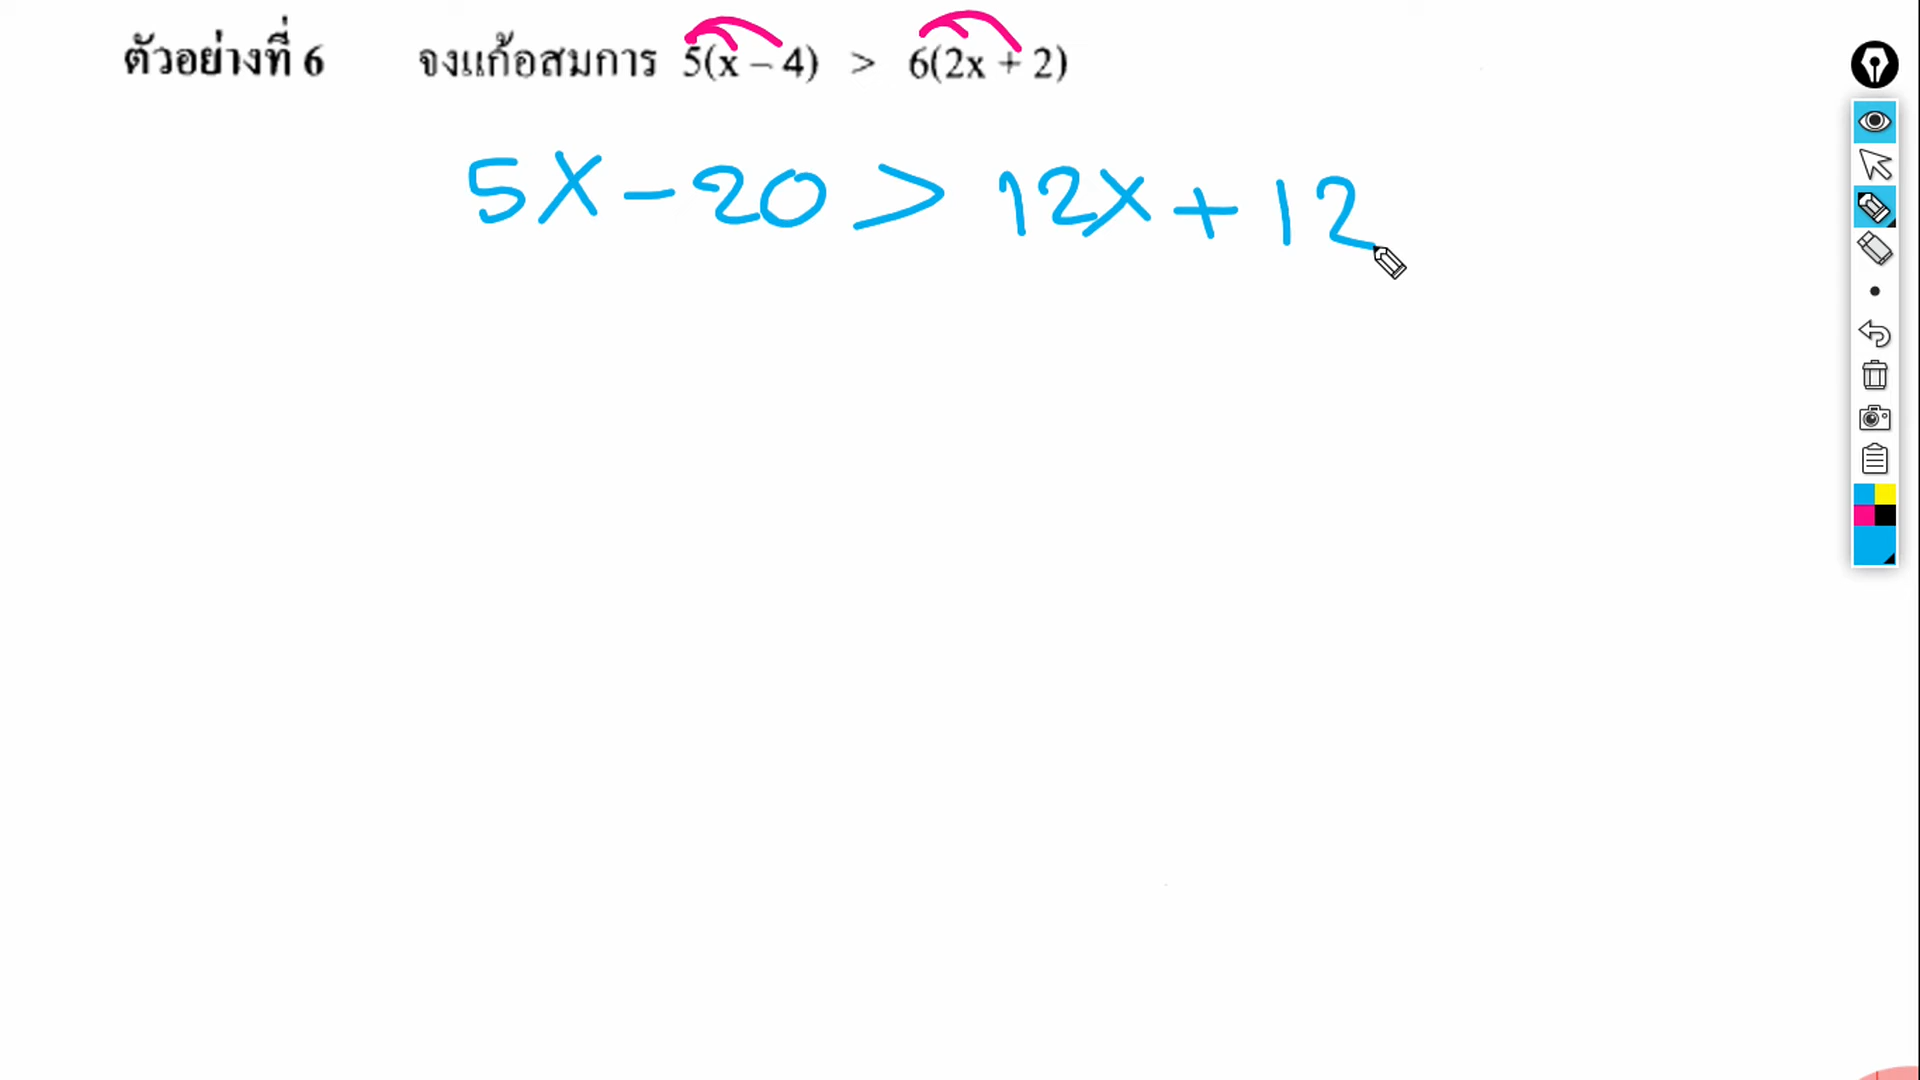 ตัวอย่างที่ 6 จงแก้อสมการ 5(x – 4) > 6(2x + 2)
5x - 20 > 12x + 12